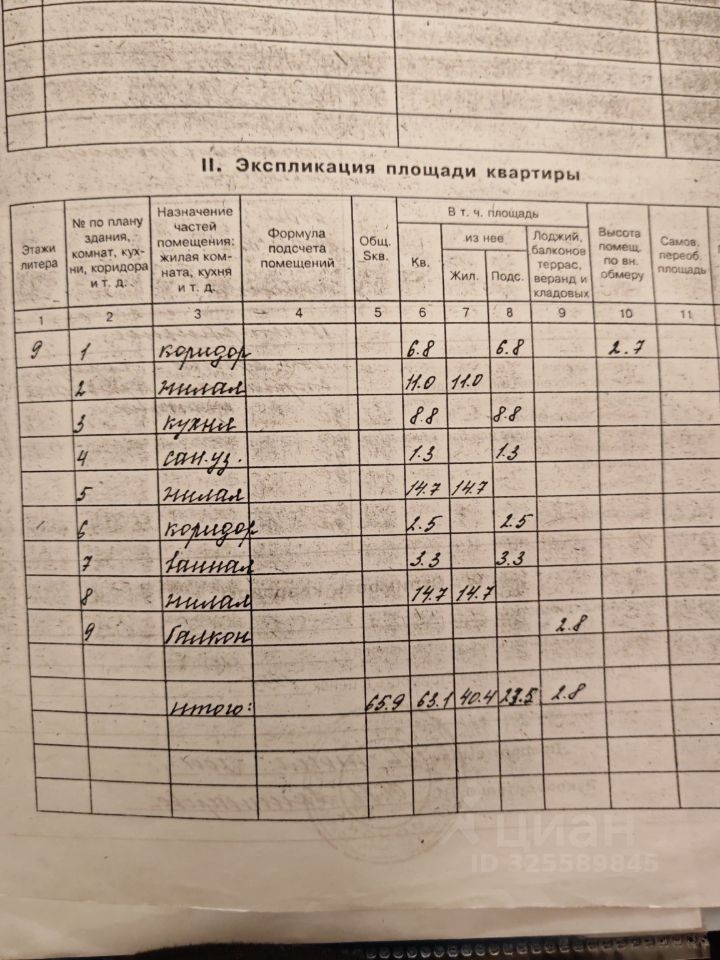 II. Экспликация площади квартиры
Этажи литера | № по плану здания, комнат, кухни, коридора и т. д. | Назначение частей помещения: жилая комната, кухня и т. д. | Формула подсчета помещений | Общ. Sкв. | В т. ч. площадь | Высота помещ. по вн. обмеру | Самов. переоб. площадь
Кв. | из нее | Лоджий, балконов террас, веранд и кладовых
Жил. | Подс.
1 2 3 4 5 6 7 8 9 10 11
9 1 коридор 6.8 6.8 2.7
2 жилая 11.0 11.0
3 кухня 8.8 8.8
4 сан.уз. 1.3 1.3
5 жилая 14.7 14.7
6 коридор 2.5 2.5
7 ванная 3.3 3.3
8 жилая 14.7 14.7
9 балкон 2.8
итого: 65.9 63.1 40.4 2.8
циан
ID 325589845